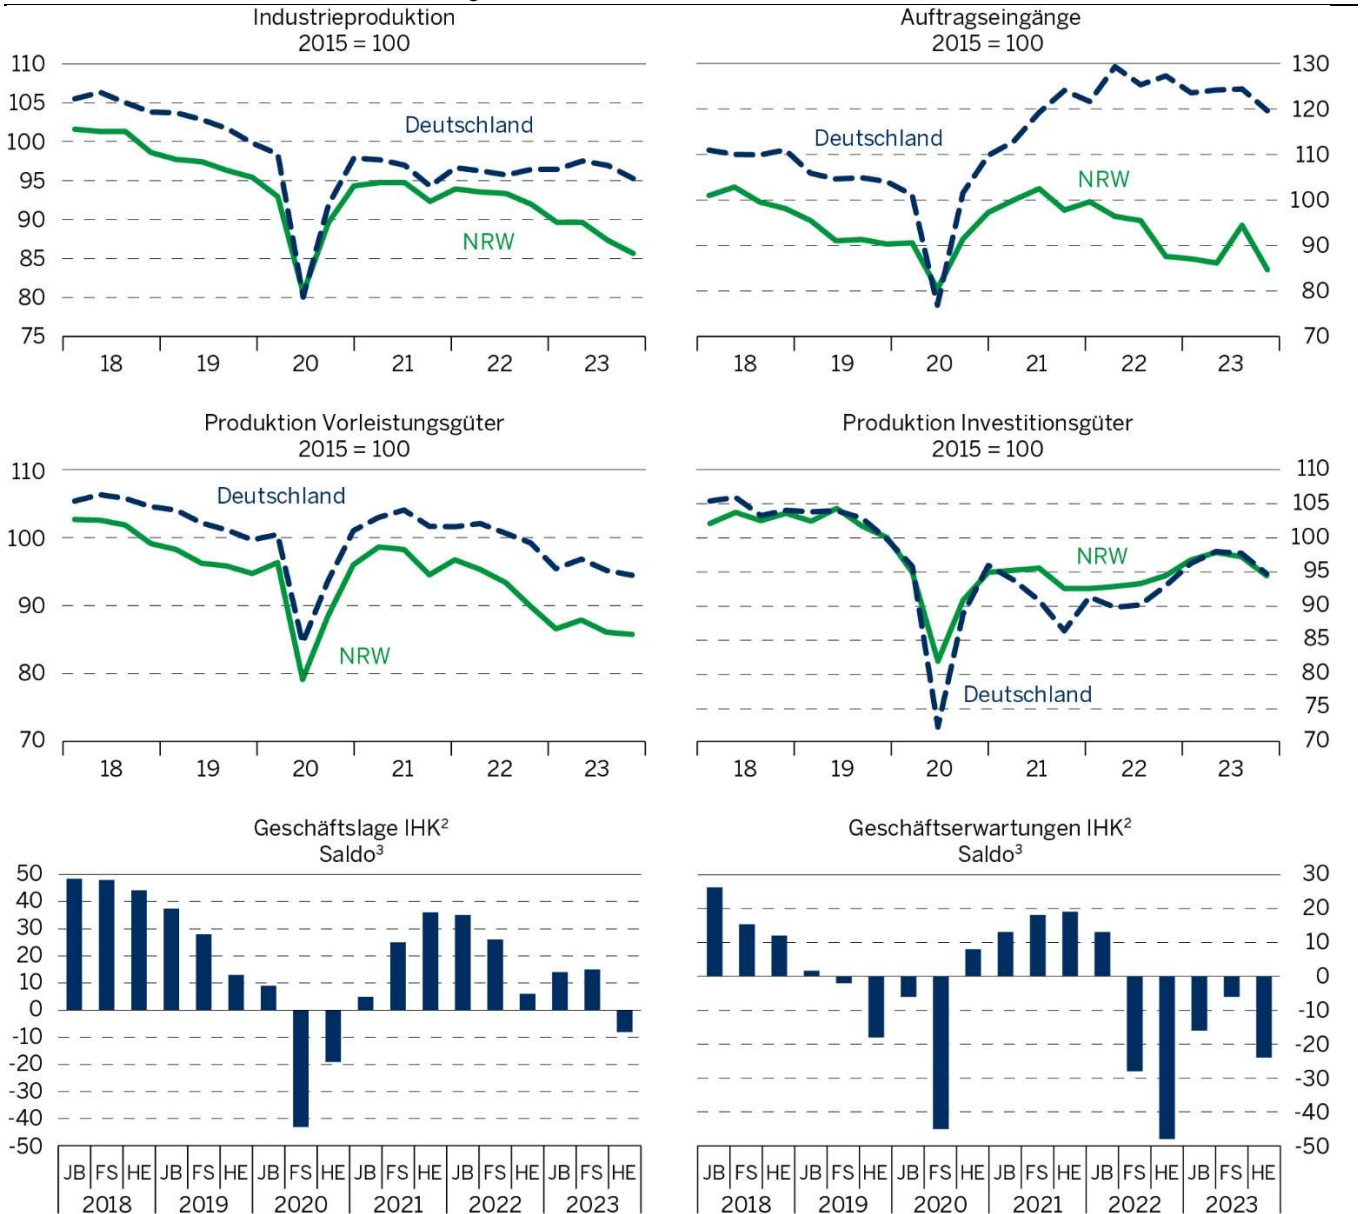 Industrieproduktion
2015 = 100
110
105
100
95
90
85
80
75
Deutschland
NRW
18 19 20 21 22 23
Auftragseingänge
2015 = 100
130
120
110
100
90
80
70
Deutschland
NRW
18 19 20 21 22 23
Produktion Vorleistungsgüter
2015 = 100
110
100
90
80
70
Deutschland
NRW
18 19 20 21 22 23
Produktion Investitionsgüter
2015 = 100
110
105
100
95
90
85
80
75
70
NRW
Deutschland
18 19 20 21 22 23
Geschäftslage IHK²
Saldo³
50
40
30
20
10
0
-10
-20
-30
-40
-50
JB FS HE JB FS HE JB FS HE JB FS HE JB FS HE JB FS HE
2018 2019 2020 2021 2022 2023
Geschäftserwartungen IHK²
Saldo³
30
20
10
0
-10
-20
-30
-40
-50
JB FS HE JB FS HE JB FS HE JB FS HE JB FS HE JB FS HE
2018 2019 2020 2021 2022 2023